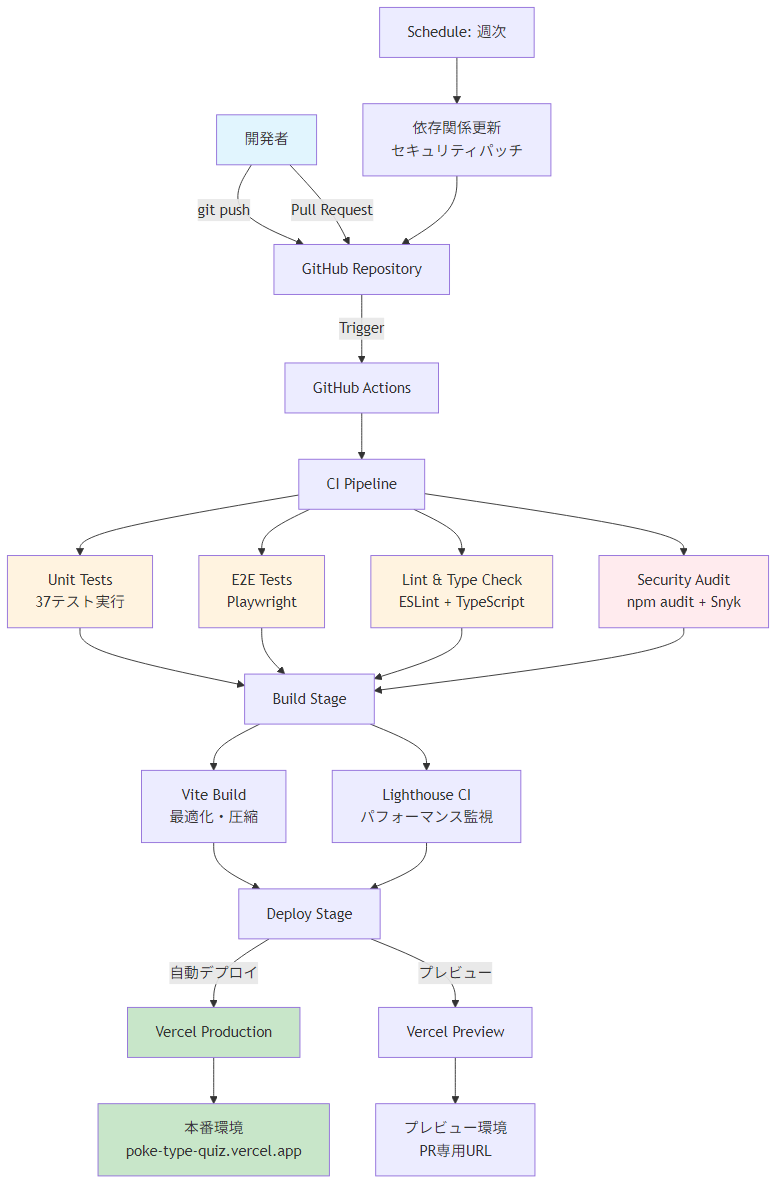 Schedule: 週次
開発者
依存関係更新
セキュリティパッチ
git push
Pull Request
GitHub Repository
Trigger
GitHub Actions
CI Pipeline
Unit Tests
37テスト実行
E2E Tests
Playwright
Lint & Type Check
ESLint + TypeScript
Security Audit
npm audit + Snyk
Build Stage
Vite Build
最適化・圧縮
Lighthouse CI
パフォーマンス監視
Deploy Stage
自動デプロイ
プレビュー
Vercel Production
Vercel Preview
本番環境
poke-type-quiz.vercel.app
プレビュー環境
PR専用URL